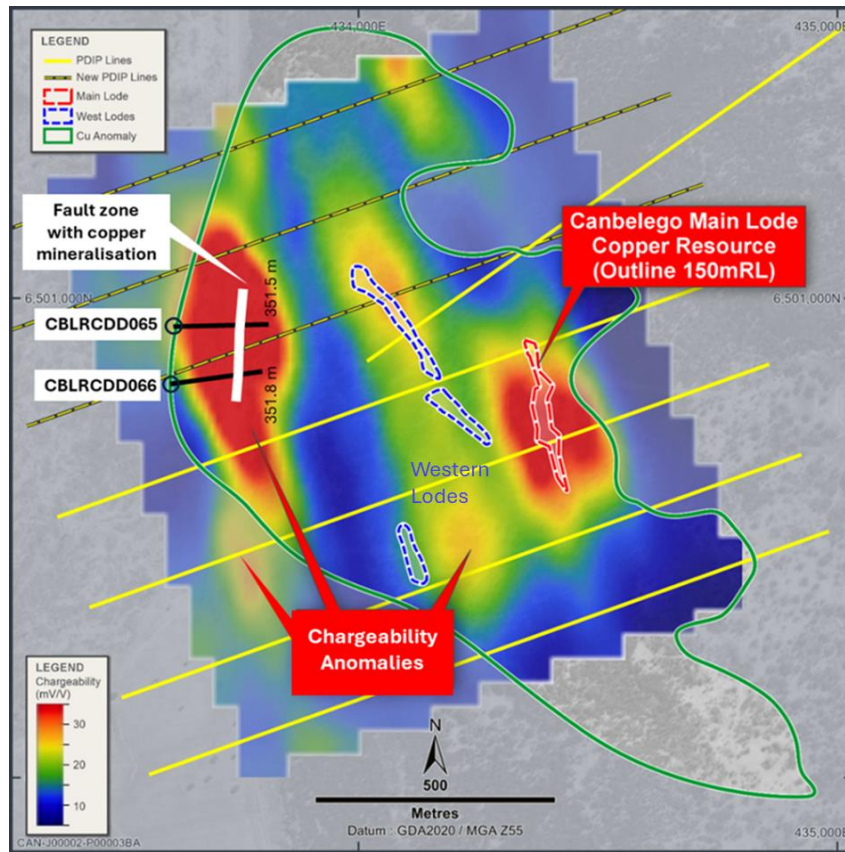 434,000E
435,000E
LEGEND
PDIP Lines
New PDIP Lines
Main Lode
West Lodes
Cu Anomaly
Fault zone
with copper
mineralisation
Canbelego Main Lode
Copper Resource
(Outline 150mRL)
6,501,000N
6,501,000N
351.5 m
CBLRCDD065
CBLRCDD066
351.8 m
Western
Lodes
Chargeability
Anomalies
LEGEND
Chargeability
(mV/V)
30
20
10
N
500
Metres
Datum : GDA2020 / MGA Z55
CAN-J00002-P00003BA
435,000E